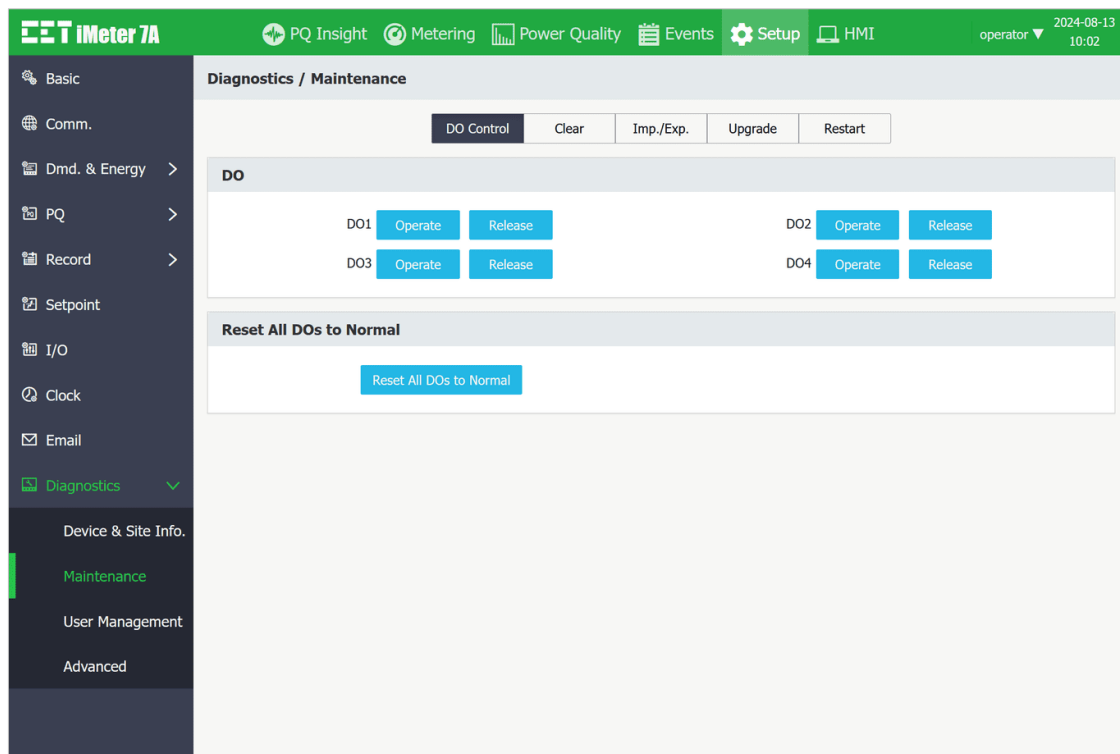 CET iMeter 7A
PQ Insight Metering Power Quality Events Setup HMI
operator ▼
2024-08-13
10:02
Basic
Comm.
Dmd. & Energy
PQ
Record
Setpoint
I/O
Clock
Email
Diagnostics
Device & Site Info.
Maintenance
User Management
Advanced
Diagnostics / Maintenance
DO Control Clear Imp./Exp. Upgrade Restart
DO
DO1 Operate Release DO2 Operate Release
DO3 Operate Release DO4 Operate Release
Reset All DOs to Normal
Reset All DOs to Normal